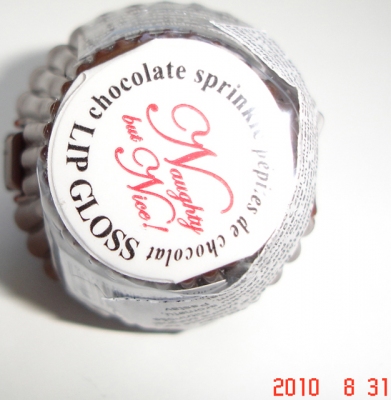 LIP GLOSS chocolate sprinkle pépites de chocolat
Naughty
but Nice!
2010 8 31